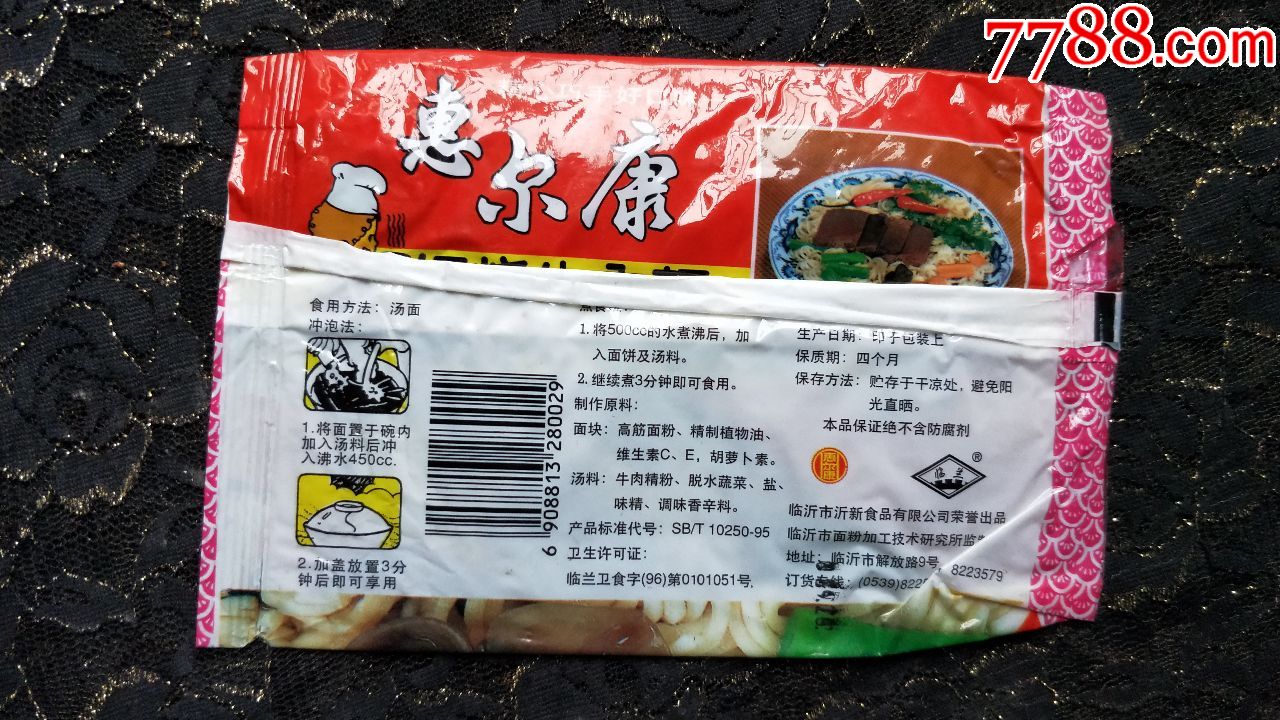 7788.com
巧手好口味
惠尔康
食用方法：汤面
冲泡法：
1.将面置于碗内
加入汤料后冲
入沸水450cc.
2.加盖放置3分
钟后即可享用
6 908813 280029
1.将500cc的水煮沸后，加
入面饼及汤料。
2.继续煮3分钟即可食用。
制作原料：
面块：高筋面粉、精制植物油、
维生素C、E，胡萝卜素。
汤料：牛肉精粉、脱水蔬菜、盐、
味精、调味香辛料。
产品标准代号：SB/T 10250-95
卫生许可证：
临兰卫食字(96)第0101051号.
生产日期：印于包装上
保质期：四个月
保存方法：贮存于干凉处，避免阳
光直晒。
本品保证绝不含防腐剂
惠尔康
临兰
®
临沂市沂新食品有限公司荣誉出品
临沂市面粉加工技术研究所监
地址：临沂市解放路9号
订货专线：(0539)822 8223579